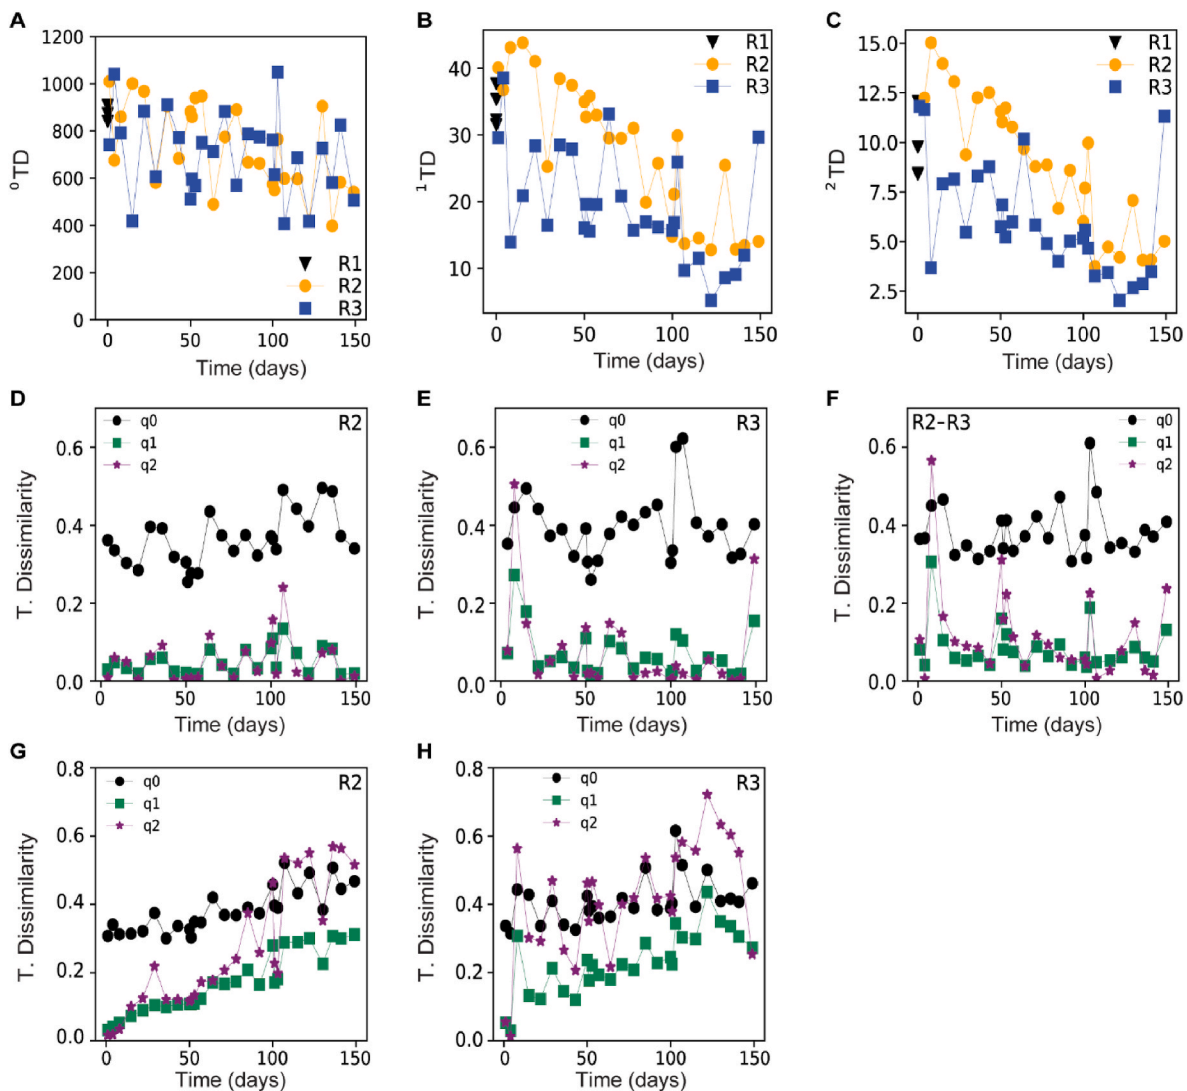 A
1200
1000
800
600
400
200
0
⁰TD
R1
R2
R3
0
50
100
150
Time (days)
B
40
30
20
10
¹TD
R1
R2
R3
0
50
100
150
Time (days)
C
15.0
12.5
10.0
7.5
5.0
2.5
²TD
R1
R2
R3
0
50
100
150
Time (days)
D
0.6
0.4
0.2
0.0
T. Dissimilarity
q0
q1
q2
R2
0
50
100
150
Time (days)
E
0.6
0.4
0.2
0.0
T. Dissimilarity
q0
q1
q2
R3
0
50
100
150
Time (days)
F
0.6
0.4
0.2
0.0
T. Dissimilarity
R2-R3
q0
q1
q2
0
50
100
150
Time (days)
G
0.8
0.6
0.4
0.2
0.0
T. Dissimilarity
q0
q1
q2
R2
0
50
100
150
Time (days)
H
0.8
0.6
0.4
0.2
0.0
T. Dissimilarity
q0
q1
q2
R3
0
50
100
150
Time (days)